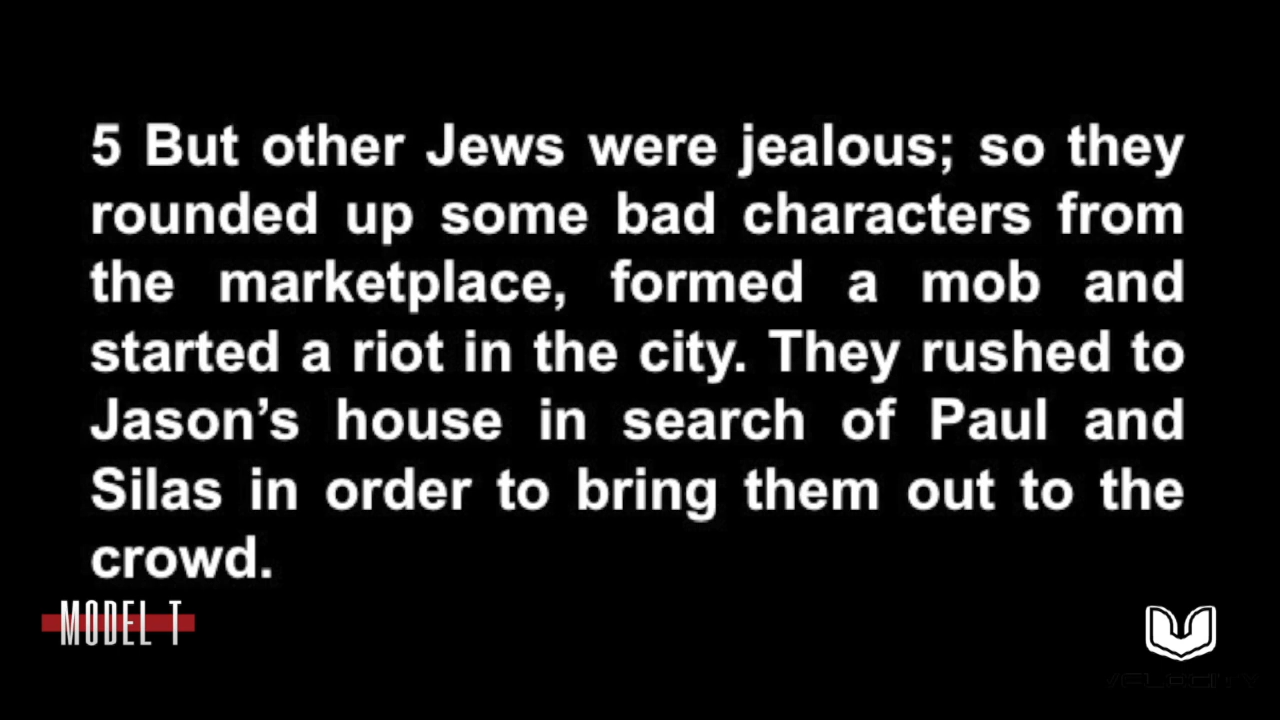 5 But other Jews were jealous; so they
rounded up some bad characters from
the marketplace, formed a mob and
started a riot in the city. They rushed to
Jason’s house in search of Paul and
Silas in order to bring them out to the
crowd.
MODEL T
VELOCITY